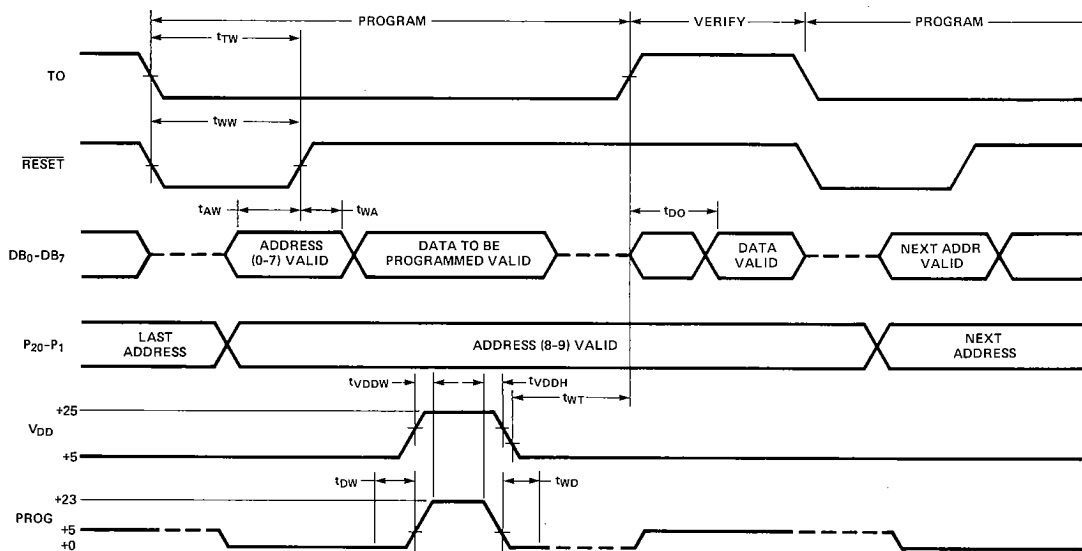 PROGRAM VERIFY PROGRAM
tTW
TO
tWW
RESET
tAW tWA tDO
DB0-DB7
ADDRESS (0-7) VALID
DATA TO BE PROGRAMMED VALID
DATA VALID
NEXT ADDR VALID
P20-P1
LAST ADDRESS
ADDRESS (8-9) VALID
NEXT ADDRESS
tVDDW tVDDH
tWT
+25
VDD
+5
tDW tWD
+23
PROG
+5
+0